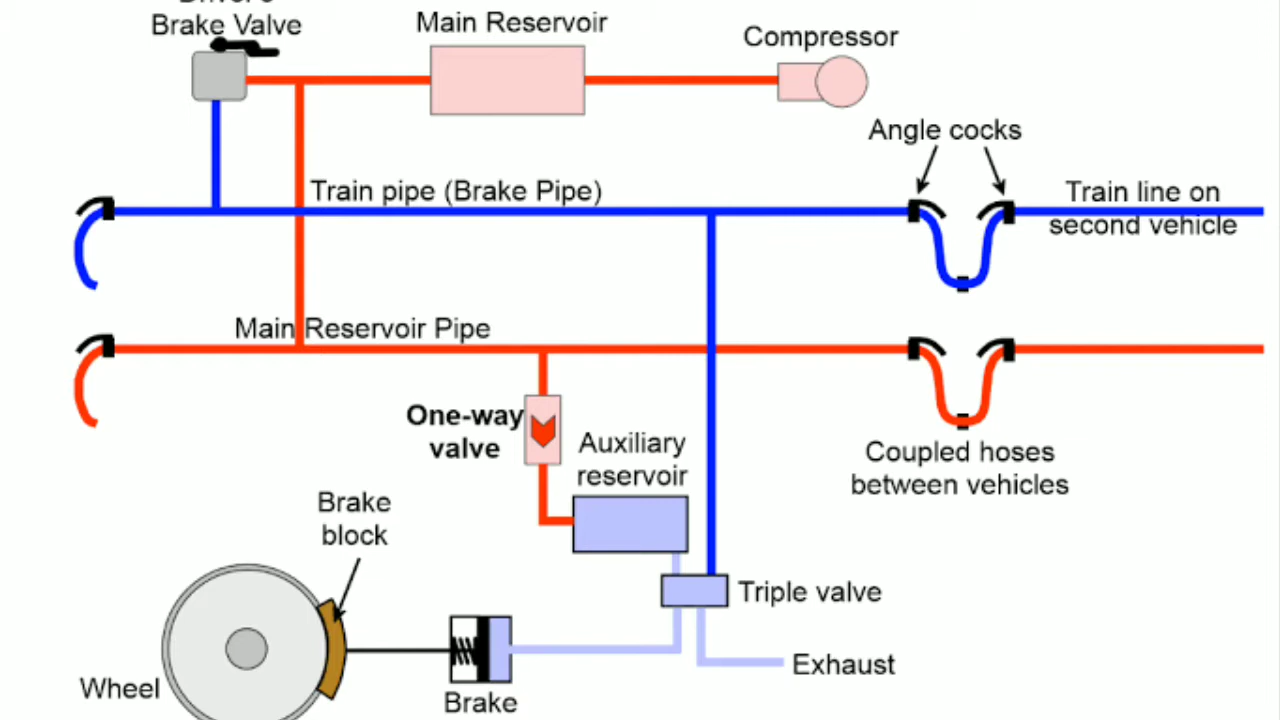 Driver's
Brake Valve
Main Reservoir
Compressor
Angle cocks
Train pipe (Brake Pipe)
Train line on
second vehicle
Main Reservoir Pipe
One-way
valve
Auxiliary
reservoir
Coupled hoses
between vehicles
Brake
block
Triple valve
Exhaust
Wheel
Brake